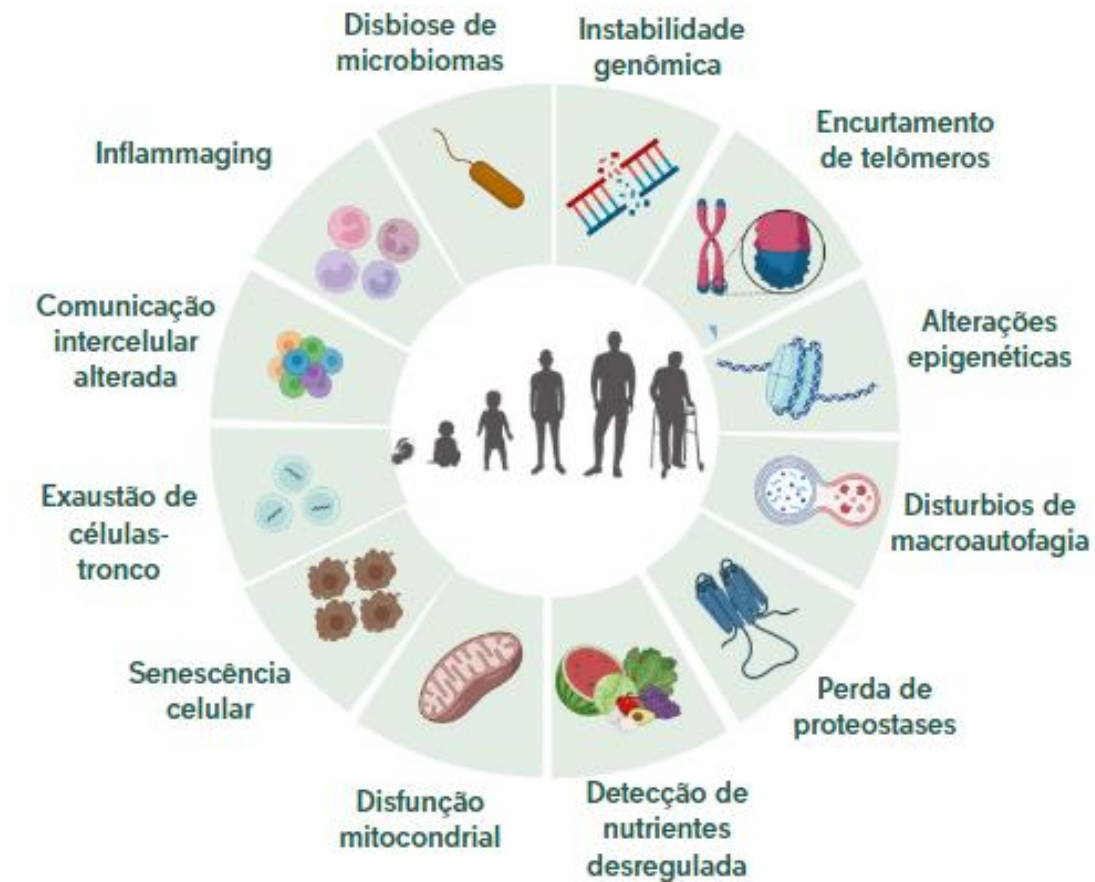 Disbiose de
microbiomas
Instabilidade
genômica
Encurtamento
de telômeros
Alterações
epigenéticas
Disturbios de
macroautofagia
Perda de
proteostases
Detecção de
nutrientes
desregulada
Disfunção
mitocondrial
Senescência
celular
Exaustão de
células-
tronco
Comunicação
intercelular
alterada
Inflammaging